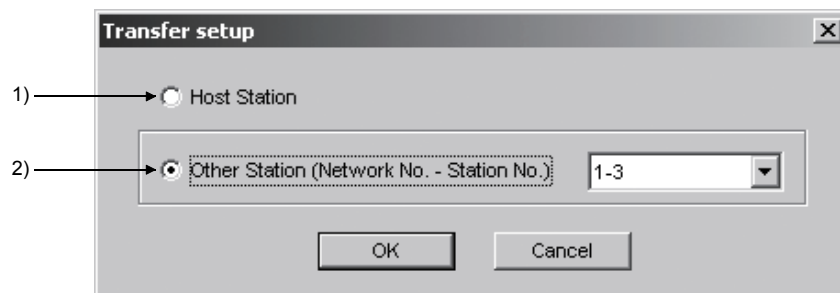 Transfer setup
1)
Host Station
2)
Other Station (Network No. - Station No.)
1-3
OK
Cancel